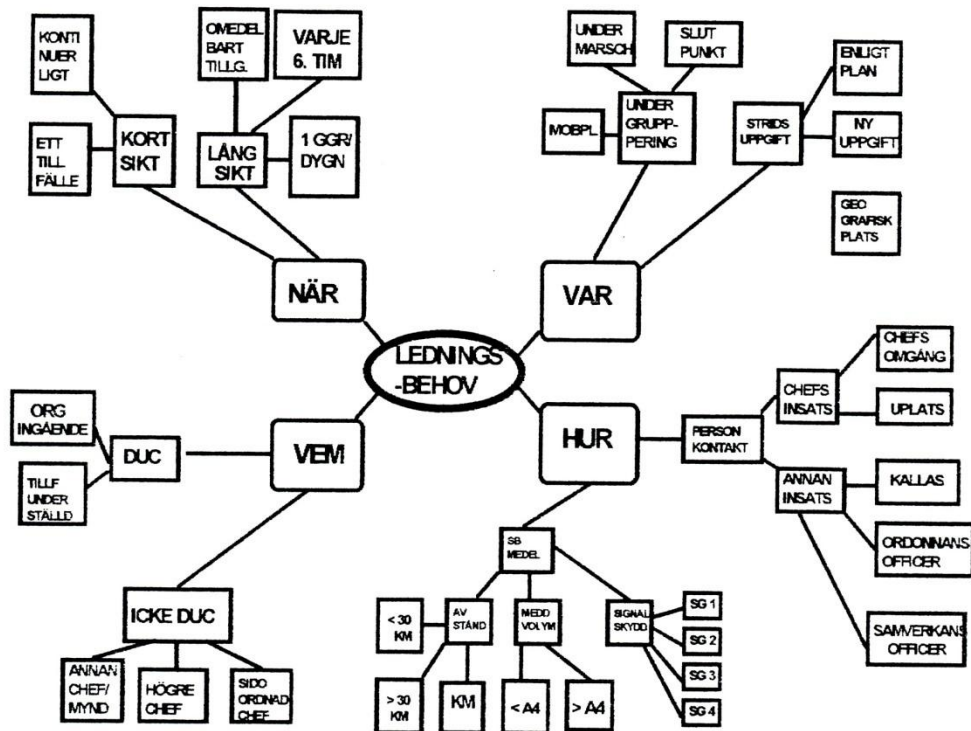 KONTI
NUER
LIGT
OMEDEL
BART
TILLG.
VARJE
6. TIM
ETT
TILL
FÄLLE
KORT
SIKT
LÅNG
SIKT
1 GGR/
DYGN
NÄR
UNDER
MARSCH
SLUT
PUNKT
MOBPL
UNDER
GRUPP-
PERING
STRIDS
UPPGIFT
ENLIGT
PLAN
NY
UPPGIFT
GEO
GRAFISK
PLATS
VAR
LEDNINGS
-BEHOV
ORG
INGÅENDE
TILLF
UNDER
STÄLLD
DUC
VEM
ICKE DUC
ANNAN
CHEF/
MYND
HÖGRE
CHEF
SIDO
ORDNAD
CHEF
HUR
PERSON
KONTAKT
CHEFS
INSATS
CHEFS
OMGÅNG
UPLATS
ANNAN
INSATS
KALLAS
ORDONNANS
OFFICER
SAMVERKANS
OFFICER
SB
MEDEL
AV
STÅND
< 30
KM
> 30
KM
KM
MEDD
VOLYM
< A4
> A4
SIGNAL
SKYDD
SG 1
SG 2
SG 3
SG 4